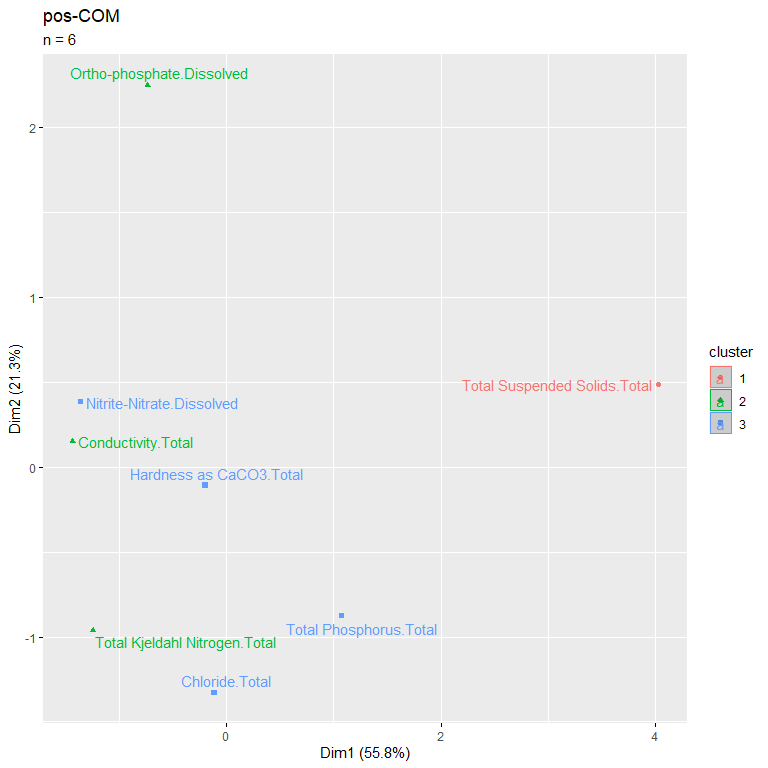 pos-COM
n = 6
Ortho-phosphate.Dissolved
2
1
Total Suspended Solids.Total
Nitrite-Nitrate.Dissolved
Conductivity.Total
0
Hardness as CaCO3.Total
Total Phosphorus.Total
-1
Total Kjeldahl Nitrogen.Total
Chloride.Total
0
2
4
Dim1 (55.8%)
Dim2 (21.3%)
cluster
a 1
a 2
a 3